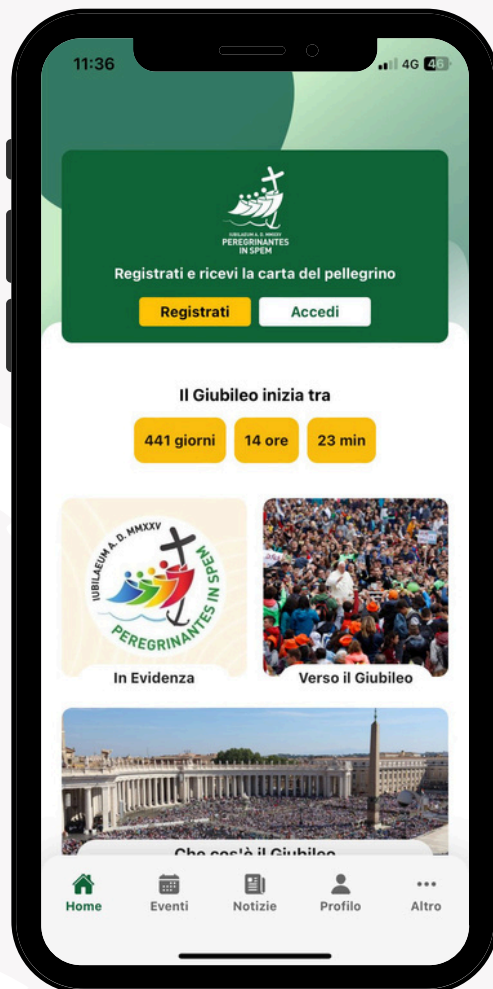 11:36
4G 46
IUBILAEUM A. D. MMXXV
PEREGRINANTES
IN SPEM
Registrati e ricevi la carta del pellegrino
Registrati Accedi
Il Giubileo inizia tra
441 giorni 14 ore 23 min
IUBILAEUM A. D. MMXXV
PEREGRINANTES IN SPEM
In Evidenza
Verso il Giubileo
Che cos'è il Giubileo
Home Eventi Notizie Profilo Altro